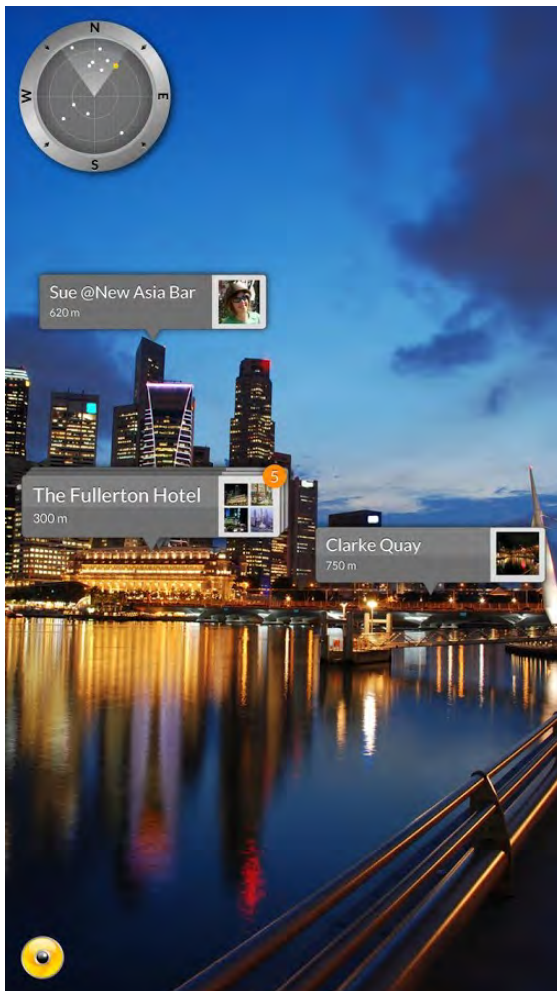 N
W
E
S
Sue @New Asia Bar
620 m
5
The Fullerton Hotel
300 m
Clarke Quay
750 m